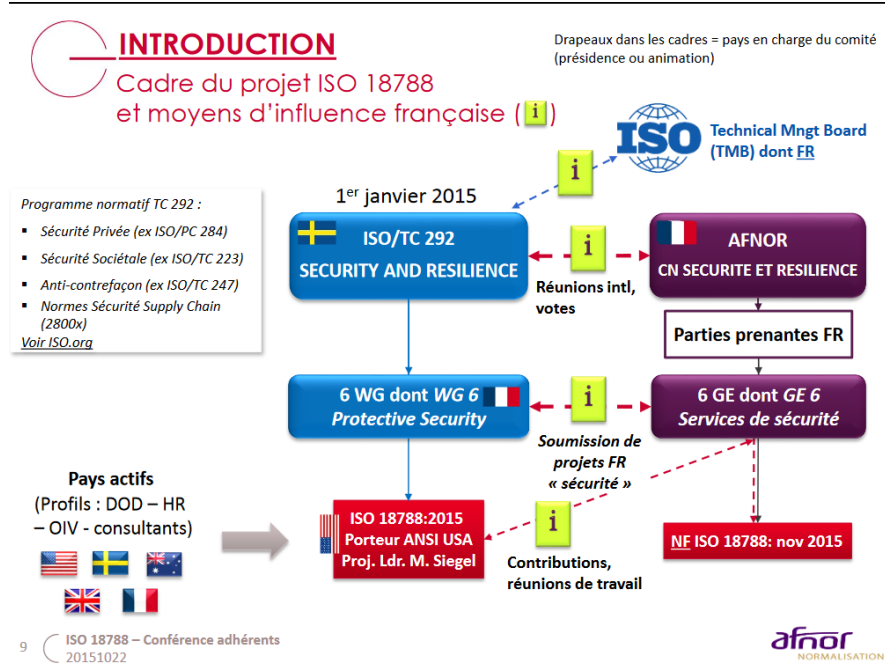 INTRODUCTION
Cadre du projet ISO 18788
et moyens d’influence française ( i )
Drapeaux dans les cadres = pays en charge du comité
(présidence ou animation)
ISO
Technical Mngt Board
(TMB) dont FR
i
1er janvier 2015
Programme normatif TC 292 :
▪ Sécurité Privée (ex ISO/PC 284)
▪ Sécurité Sociétale (ex ISO/TC 223)
▪ Anti-contrefaçon (ex ISO/TC 247)
▪ Normes Sécurité Supply Chain
(2800x)
Voir ISO.org
ISO/TC 292
SECURITY AND RESILIENCE
i
Réunions intl,
votes
AFNOR
CN SECURITE ET RESILIENCE
Parties prenantes FR
6 WG dont WG 6
Protective Security
i
Soumission de
projets FR
« sécurité »
6 GE dont GE 6
Services de sécurité
Pays actifs
(Profils : DOD – HR
– OIV - consultants)
ISO 18788:2015
Porteur ANSI USA
Proj. Ldr. M. Siegel
i
Contributions,
réunions de travail
NF ISO 18788: nov 2015
9
ISO 18788 – Conférence adhérents
20151022
afnor
NORMALISATION